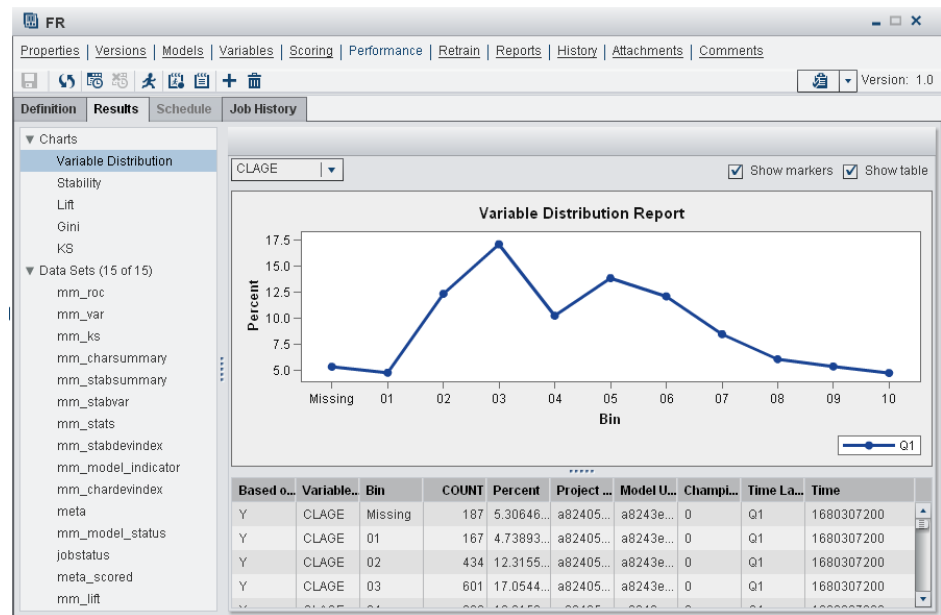 FR
Properties | Versions | Models | Variables | Scoring | Performance | Retrain | Reports | History | Attachments | Comments
Version: 1.0
Definition Results Schedule Job History
Charts
Variable Distribution
Stability
Lift
Gini
KS
Data Sets (15 of 15)
mm_roc
mm_var
mm_ks
mm_charsummary
mm_stabsummary
mm_stabvar
mm_stats
mm_stabdevindex
mm_model_indicator
mm_chardevindex
meta
mm_model_status
jobstatus
meta_scored
mm_lift
CLAGE
Show markers Show table
Variable Distribution Report
Percent
17.5
15.0
12.5
10.0
7.5
5.0
Missing 01 02 03 04 05 06 07 08 09 10
Bin
Q1
Based o... Variable... Bin COUNT Percent Project ... Model U... Champi... Time La... Time
Y CLAGE Missing 187 5.30646... a82405... a8243e... 0 Q1 1680307200
Y CLAGE 01 167 4.73893... a82405... a8243e... 0 Q1 1680307200
Y CLAGE 02 434 12.3155... a82405... a8243e... 0 Q1 1680307200
Y CLAGE 03 601 17.0544... a82405... a8243e... 0 Q1 1680307200